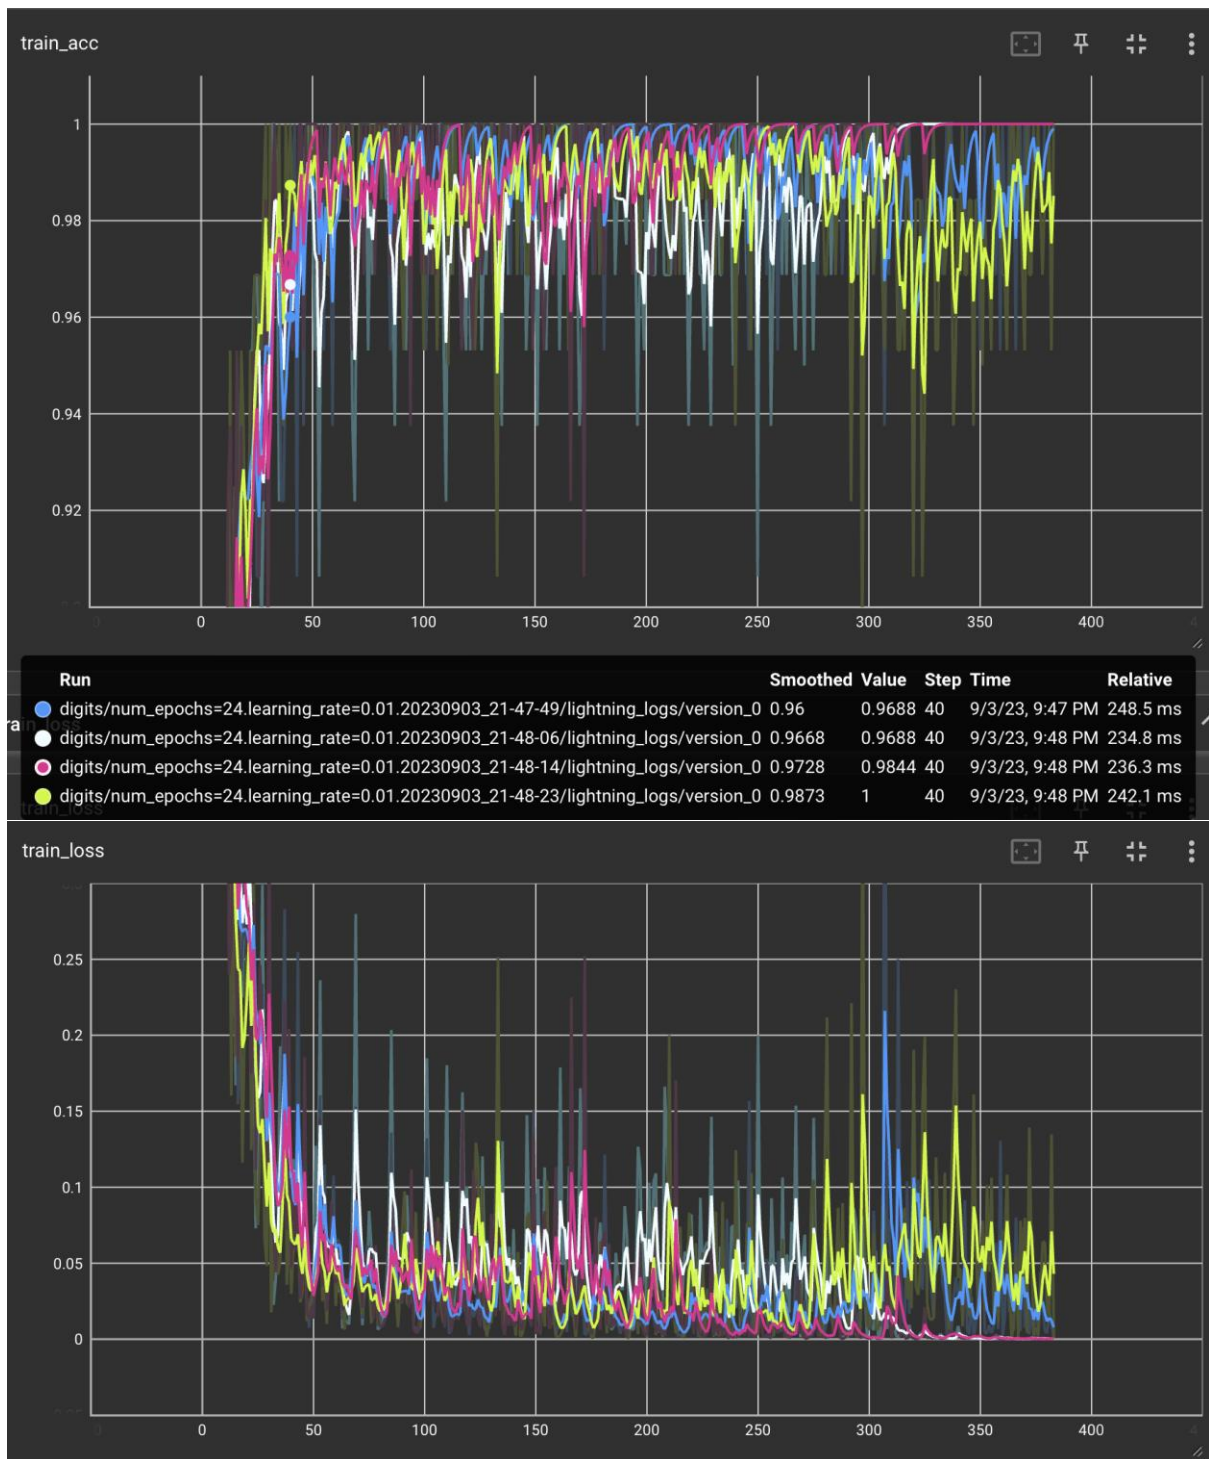 train_acc
1
0.98
0.96
0.94
0.92
0 50 100 150 200 250 300 350 400
Run Smoothed Value Step Time Relative
digits/num_epochs=24.learning_rate=0.01.20230903_21-47-49/lightning_logs/version_0 0.96 0.9688 40 9/3/23, 9:47 PM 248.5 ms
digits/num_epochs=24.learning_rate=0.01.20230903_21-48-06/lightning_logs/version_0 0.9668 0.9688 40 9/3/23, 9:48 PM 234.8 ms
digits/num_epochs=24.learning_rate=0.01.20230903_21-48-14/lightning_logs/version_0 0.9728 0.9844 40 9/3/23, 9:48 PM 236.3 ms
digits/num_epochs=24.learning_rate=0.01.20230903_21-48-23/lightning_logs/version_0 0.9873 1 40 9/3/23, 9:48 PM 242.1 ms
train_loss
train_loss
0.25
0.2
0.15
0.1
0.05
0
0 50 100 150 200 250 300 350 400